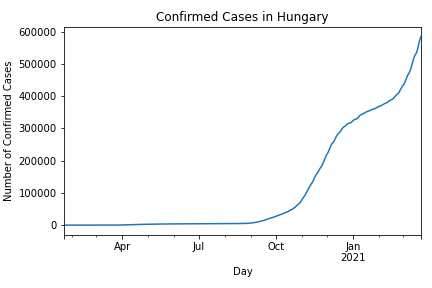 Confirmed Cases in Hungary
600000
500000
400000
300000
200000
100000
0
Number of Confirmed Cases
Apr
Jul
Oct
Jan
2021
Day